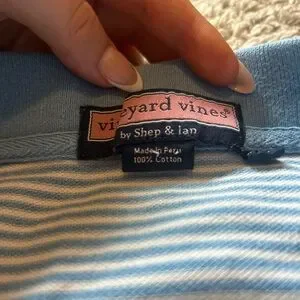 vineyard vines®
by Shep & Ian
Made in Peru
100% Cotton